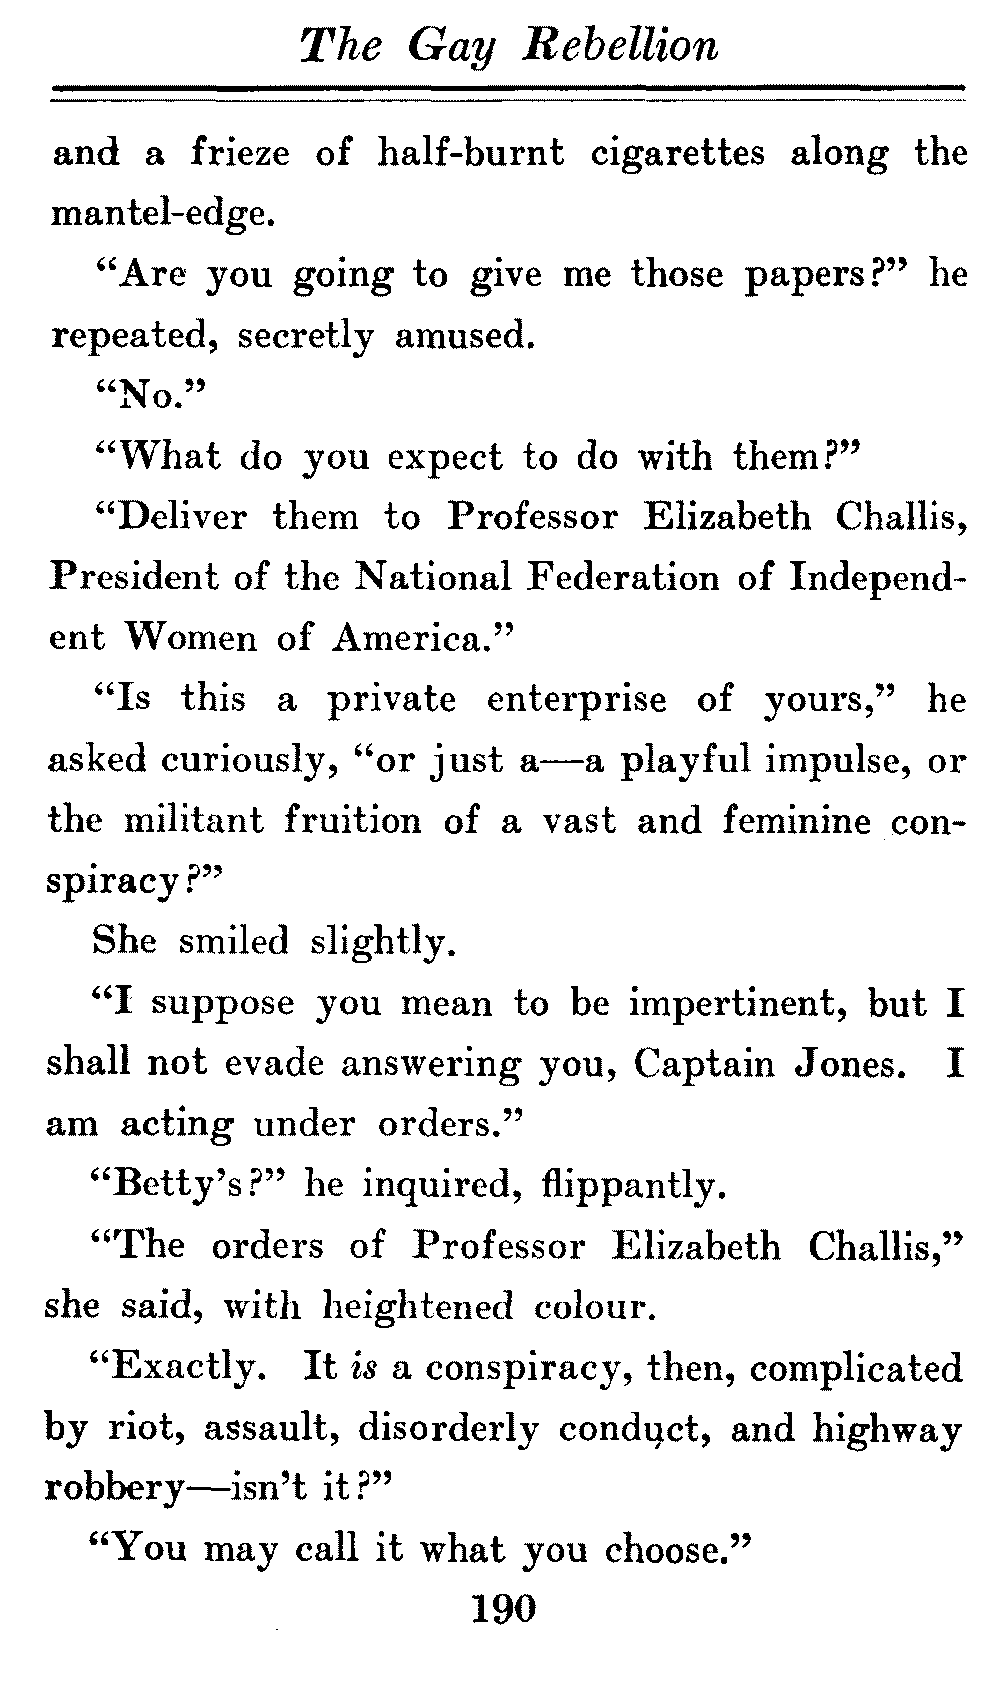 The Gay Rebellion
and a frieze of half-burnt cigarettes along the
mantel-edge.
“Are you going to give me those papers?” he
repeated, secretly amused.
“No.”
“What do you expect to do with them?”
“Deliver them to Professor Elizabeth Challis,
President of the National Federation of Independ-
ent Women of America.”
“Is this a private enterprise of yours,” he
asked curiously, “or just a—a playful impulse, or
the militant fruition of a vast and feminine con-
spiracy?”
She smiled slightly.
“I suppose you mean to be impertinent, but I
shall not evade answering you, Captain Jones. I
am acting under orders.”
“Betty’s?” he inquired, flippantly.
“The orders of Professor Elizabeth Challis,”
she said, with heightened colour.
“Exactly. It is a conspiracy, then, complicated
by riot, assault, disorderly conduct, and highway
robbery—isn’t it?”
“You may call it what you choose.”
190